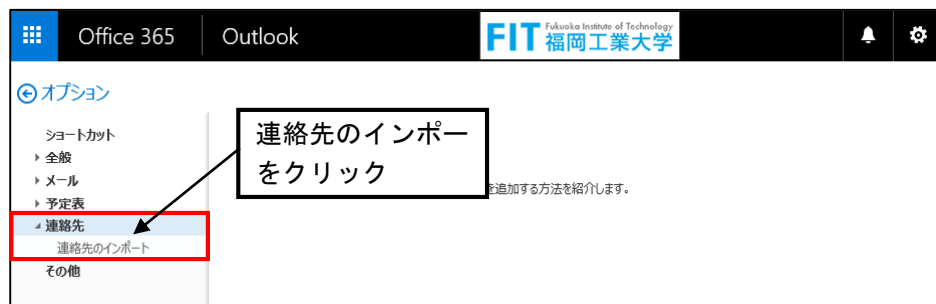 Office 365
Outlook
FIT
Fukuoka Institute of Technology
福岡工業大学
オプション
ショートカット
全般
メール
予定表
連絡先
連絡先のインポート
その他
連絡先のインポー
をクリック
を追加する方法を紹介します。